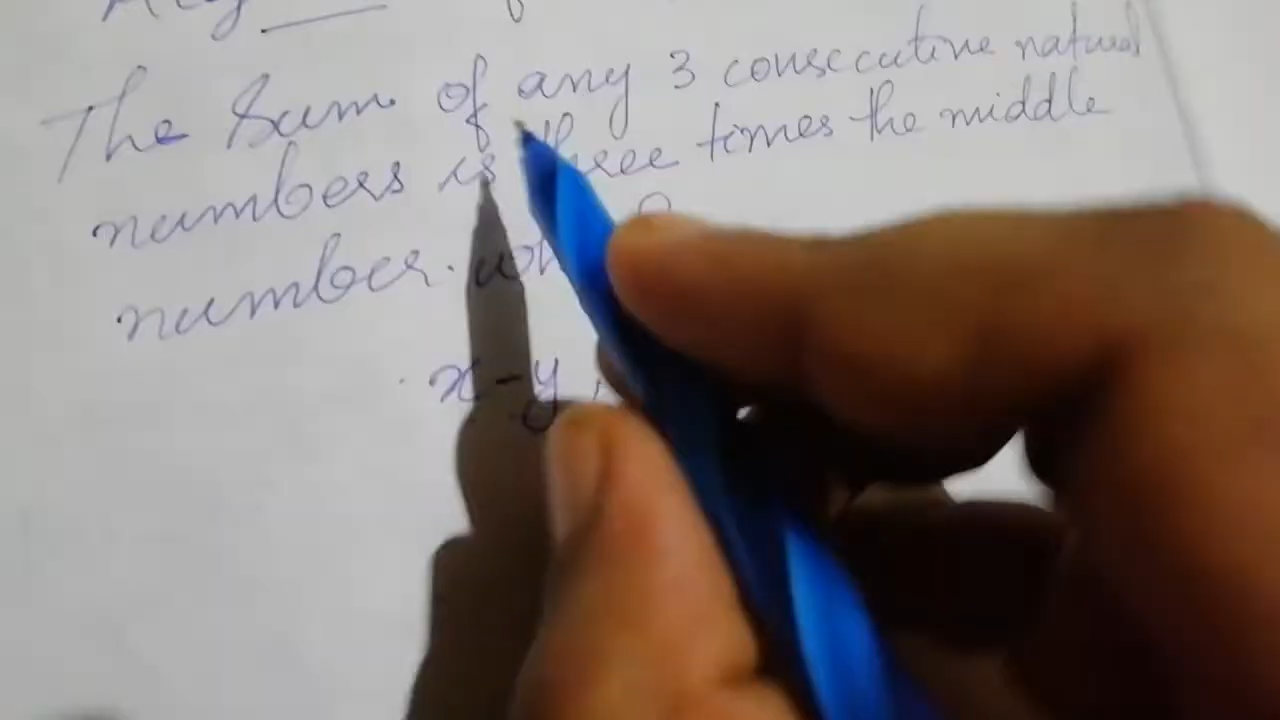 The Sum of any 3 consecutive natural
numbers is three times the middle
number.
x - y,